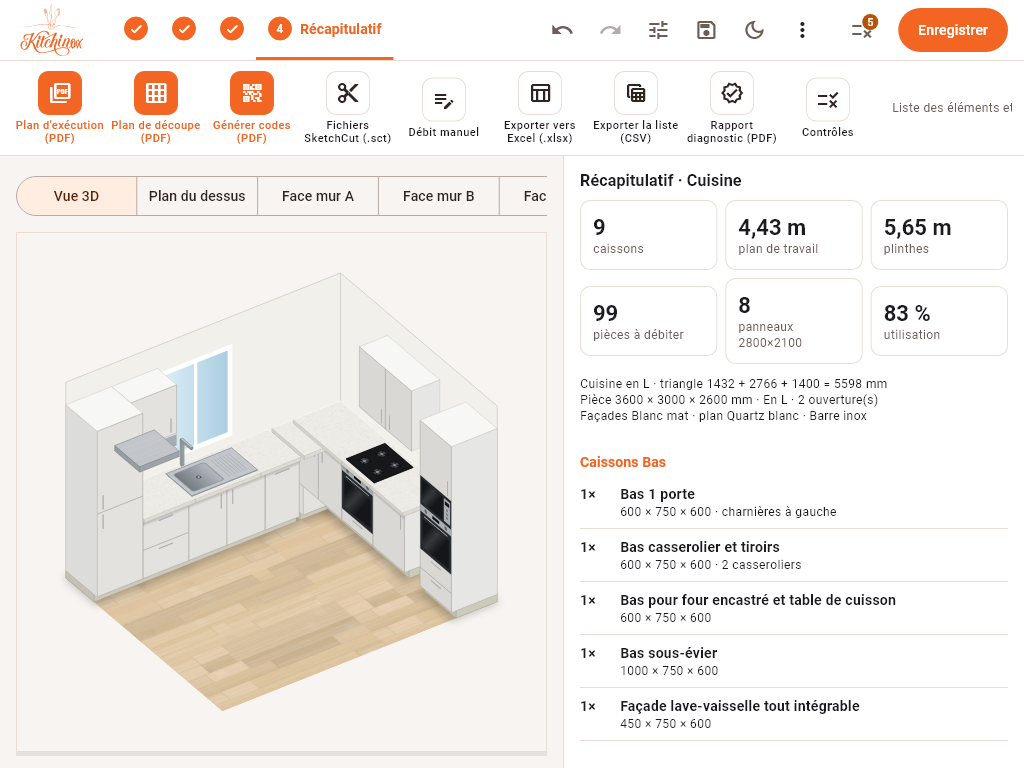 Kitchinox
4 Récapitulatif
5
Enregistrer
Plan d'exécution
(PDF)
Plan de découpe
(PDF)
Générer codes
(PDF)
Fichiers
SketchCut (.sct)
Débit manuel
Exporter vers
Excel (.xlsx)
Exporter la liste
(CSV)
Rapport
diagnostic (PDF)
Contrôles
Liste des éléments et
PDF
Vue 3D
Plan du dessus
Face mur A
Face mur B
Fac
Récapitulatif · Cuisine
9
caissons
4,43 m
plan de travail
5,65 m
plinthes
99
pièces à débiter
8
panneaux
2800×2100
83 %
utilisation
Cuisine en L · triangle 1432 + 2766 + 1400 = 5598 mm
Pièce 3600 × 3000 × 2600 mm · En L · 2 ouverture(s)
Façades Blanc mat · plan Quartz blanc · Barre inox
Caissons Bas
1× Bas 1 porte
600 × 750 × 600 · charnières à gauche
1× Bas casserolier et tiroirs
600 × 750 × 600 · 2 casseroliers
1× Bas pour four encastré et table de cuisson
600 × 750 × 600
1× Bas sous-évier
1000 × 750 × 600
1× Façade lave-vaisselle tout intégrable
450 × 750 × 600